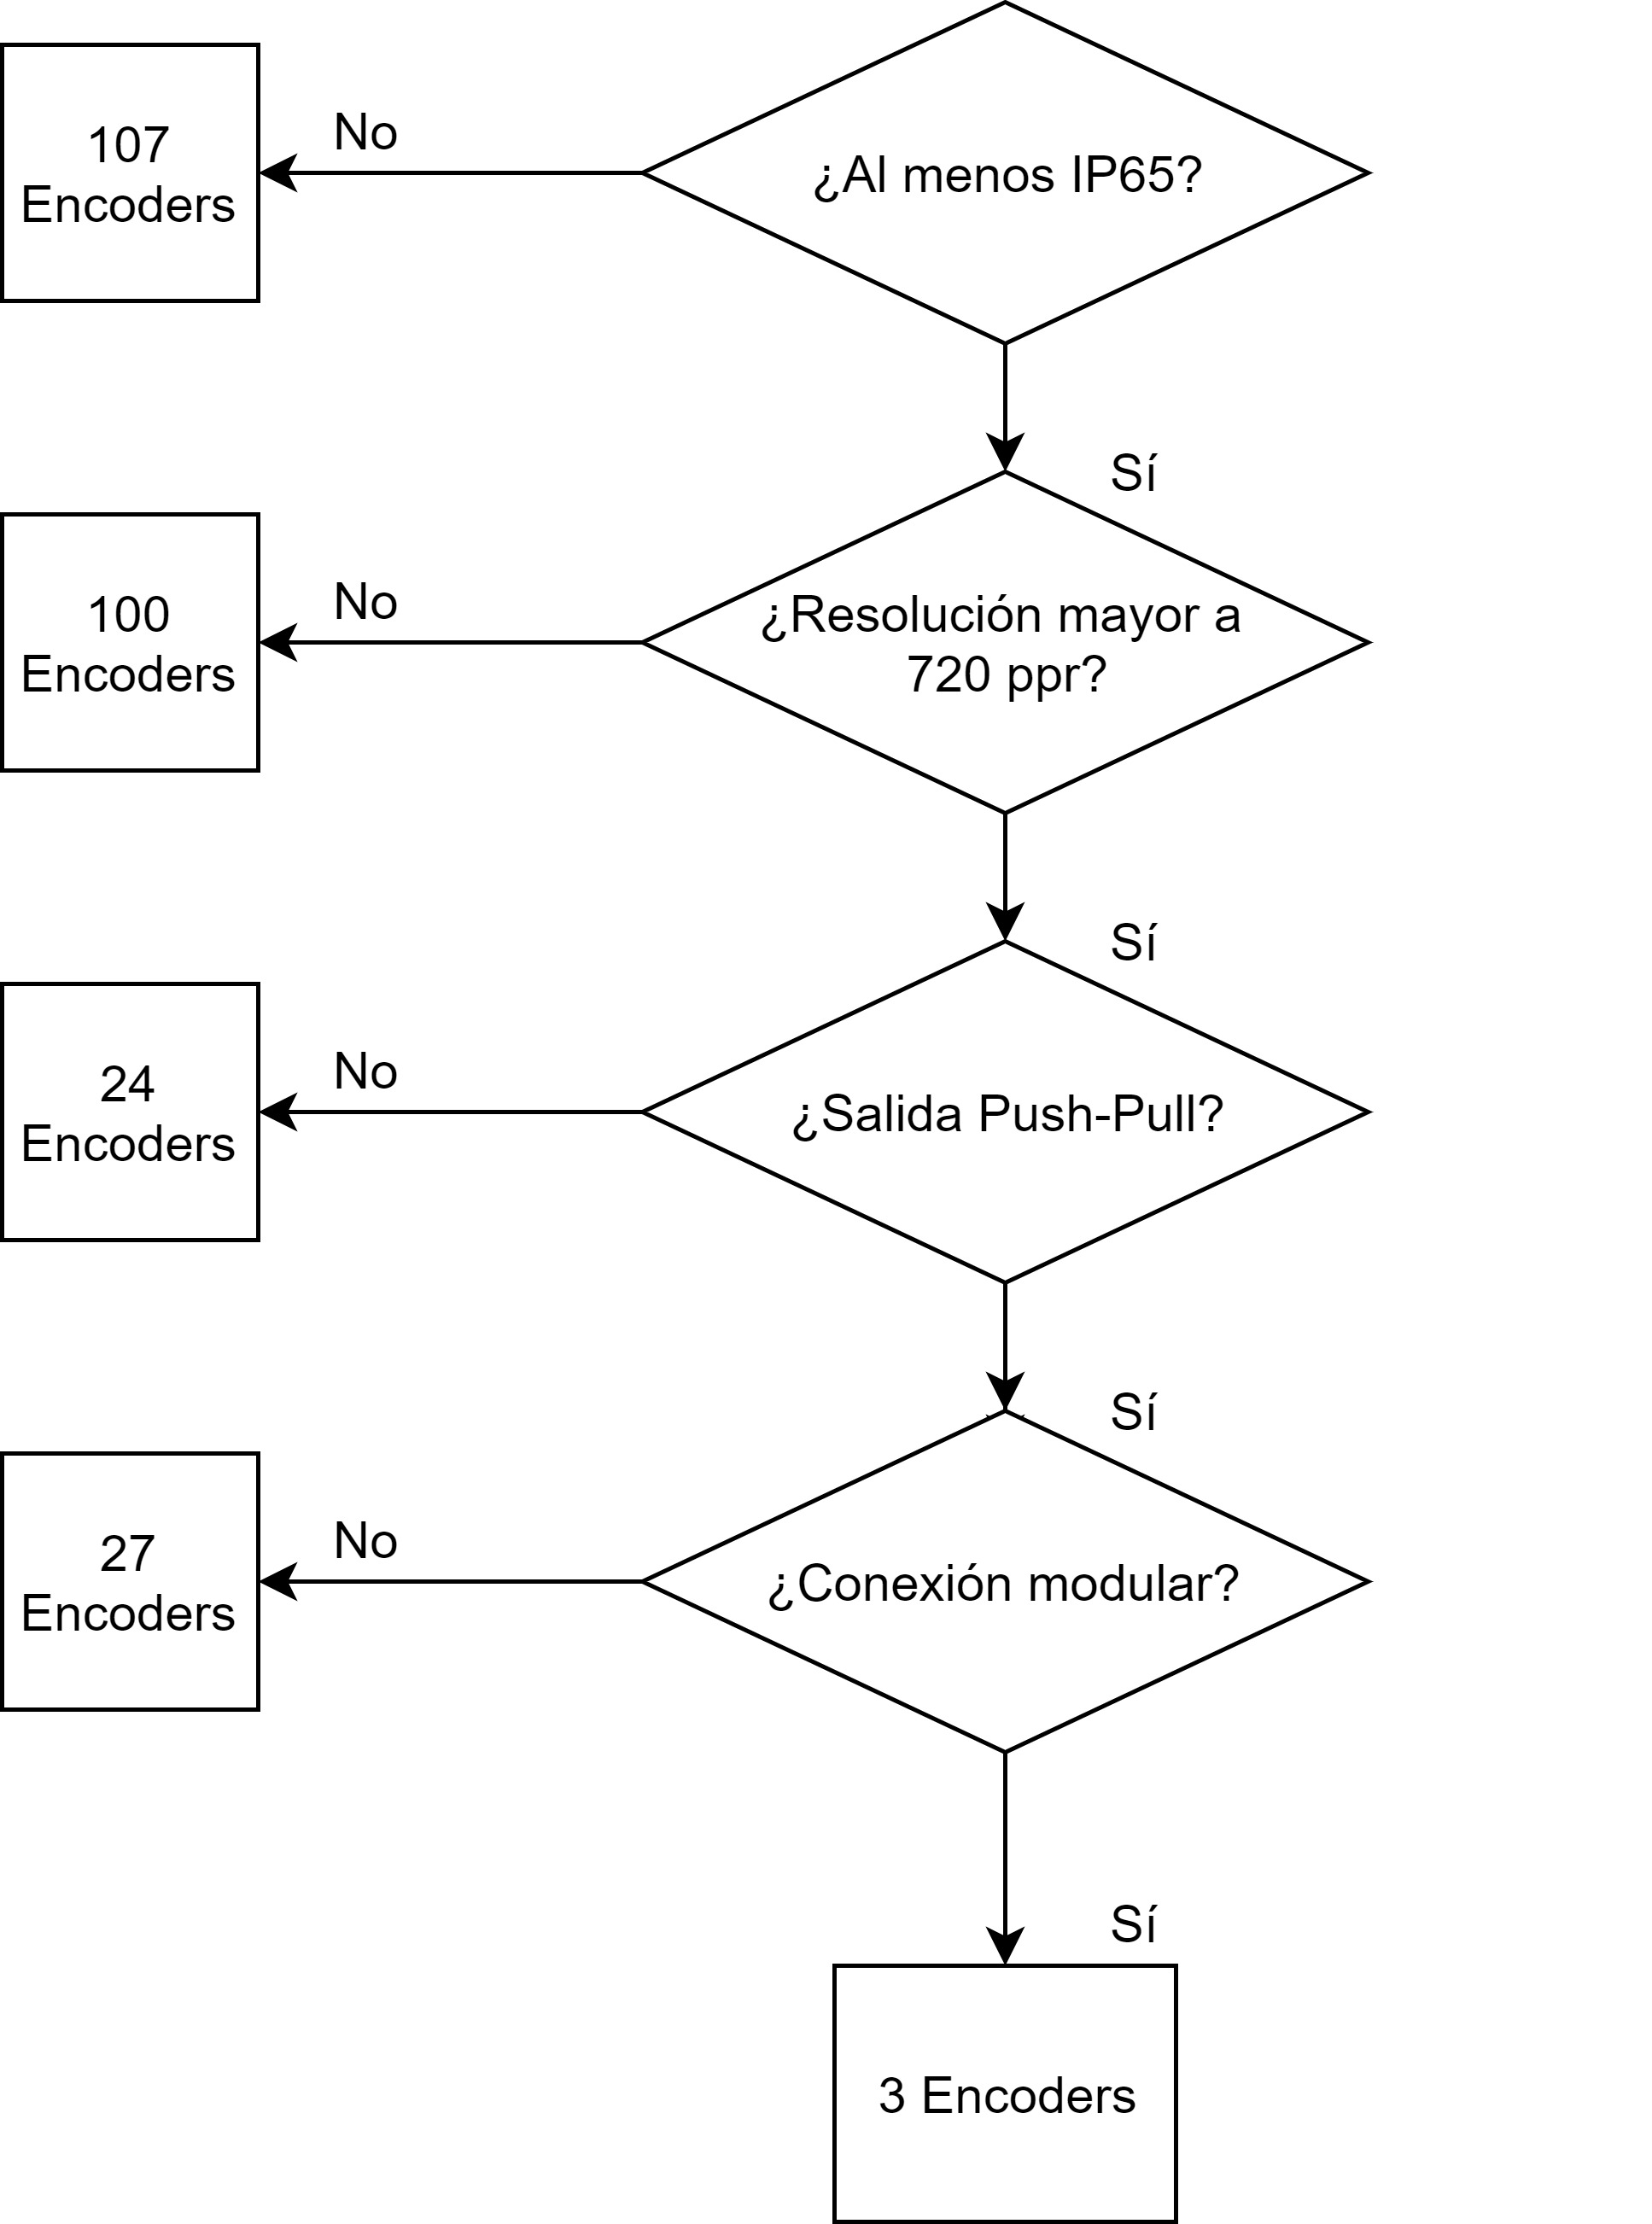 ¿Al menos IP65?
No
107
Encoders
Sí
¿Resolución mayor a
720 ppr?
No
100
Encoders
Sí
¿Salida Push-Pull?
No
24
Encoders
Sí
¿Conexión modular?
No
27
Encoders
Sí
3 Encoders